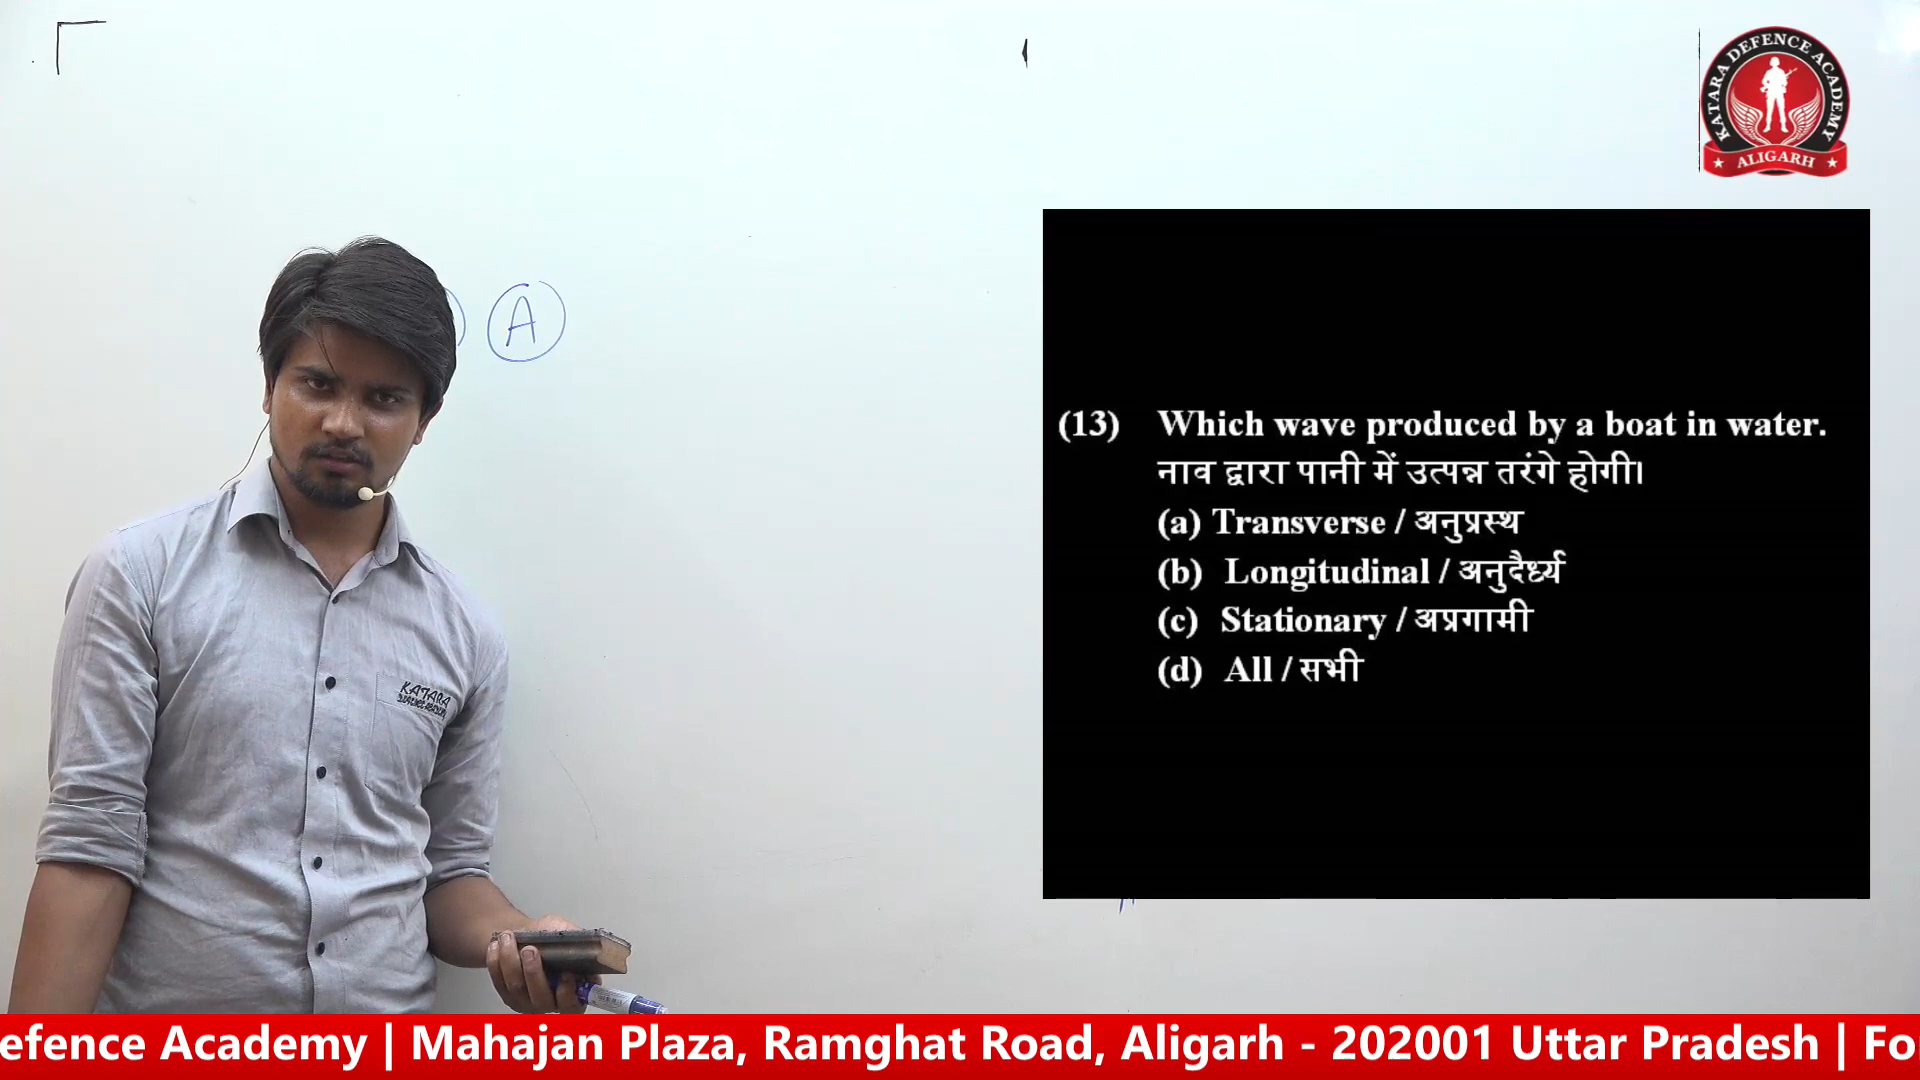 KATARA DEFENCE ACADEMY
ALIGARH
A
(13) Which wave produced by a boat in water.
नाव द्वारा पानी में उत्पन्न तरंगे होगी।
(a) Transverse / अनुप्रस्थ
(b) Longitudinal / अनुदैर्ध्य
(c) Stationary / अप्रगामी
(d) All / सभी
KATARA
efence Academy | Mahajan Plaza, Ramghat Road, Aligarh - 202001 Uttar Pradesh | Fo